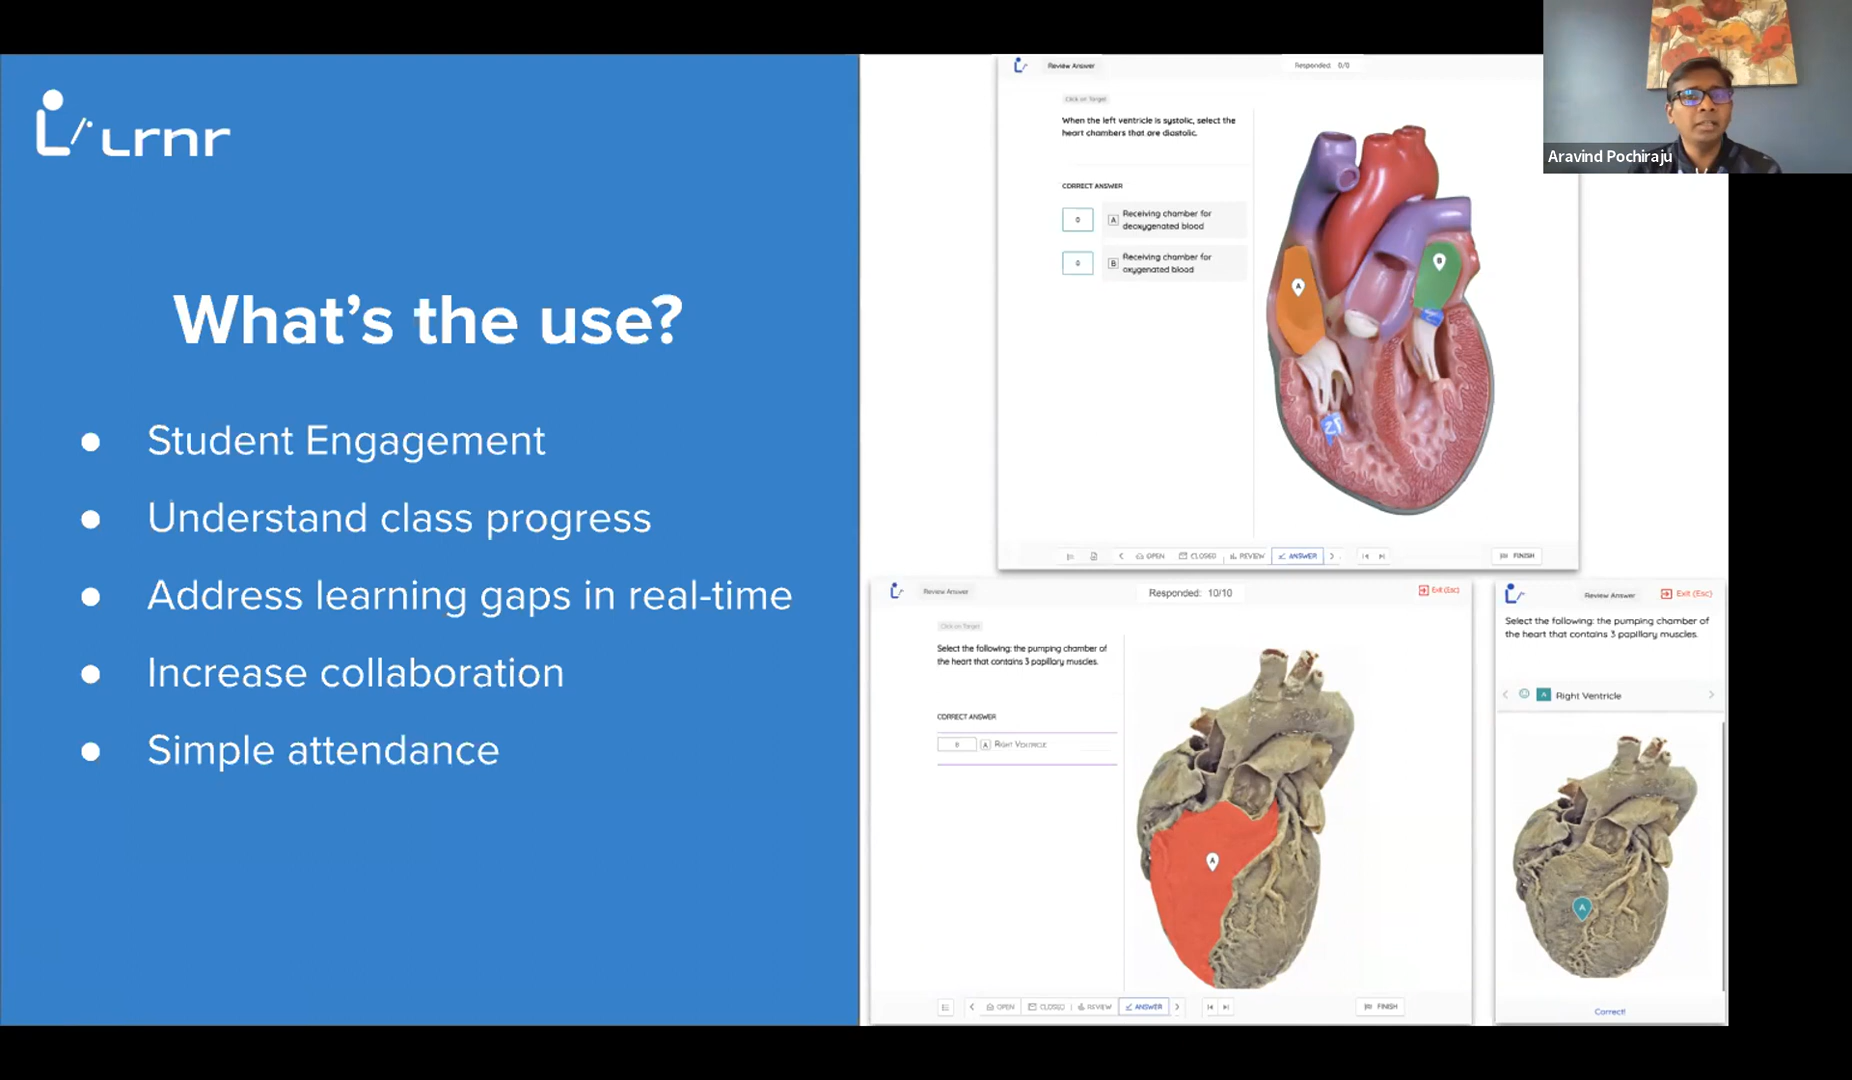 lrnr
What's the use?
● Student Engagement
● Understand class progress
● Address learning gaps in real-time
● Increase collaboration
● Simple attendance
Review Answer
Responded 0/0
Click on Target
When the left ventricle is systolic, select the
heart chambers that are diastolic.
CORRECT ANSWER
0 A Receiving chamber for
deoxygenated blood
0 B Receiving chamber for
oxygenated blood
A
B
OPEN CLOSED REVIEW ANSWER FINISH
Aravind Pochiraju
Review Answer
Responded: 10/10
Exit (Esc)
Click on Target
Select the following: the pumping chamber of
the heart that contains 3 papillary muscles.
CORRECT ANSWER
8 A RIGHT VENTRICLE
A
OPEN CLOSED REVIEW ANSWER FINISH
Review Answer
Exit (Esc)
Select the following: the pumping chamber of
the heart that contains 3 papillary muscles.
A Right Ventricle
A
Correct!